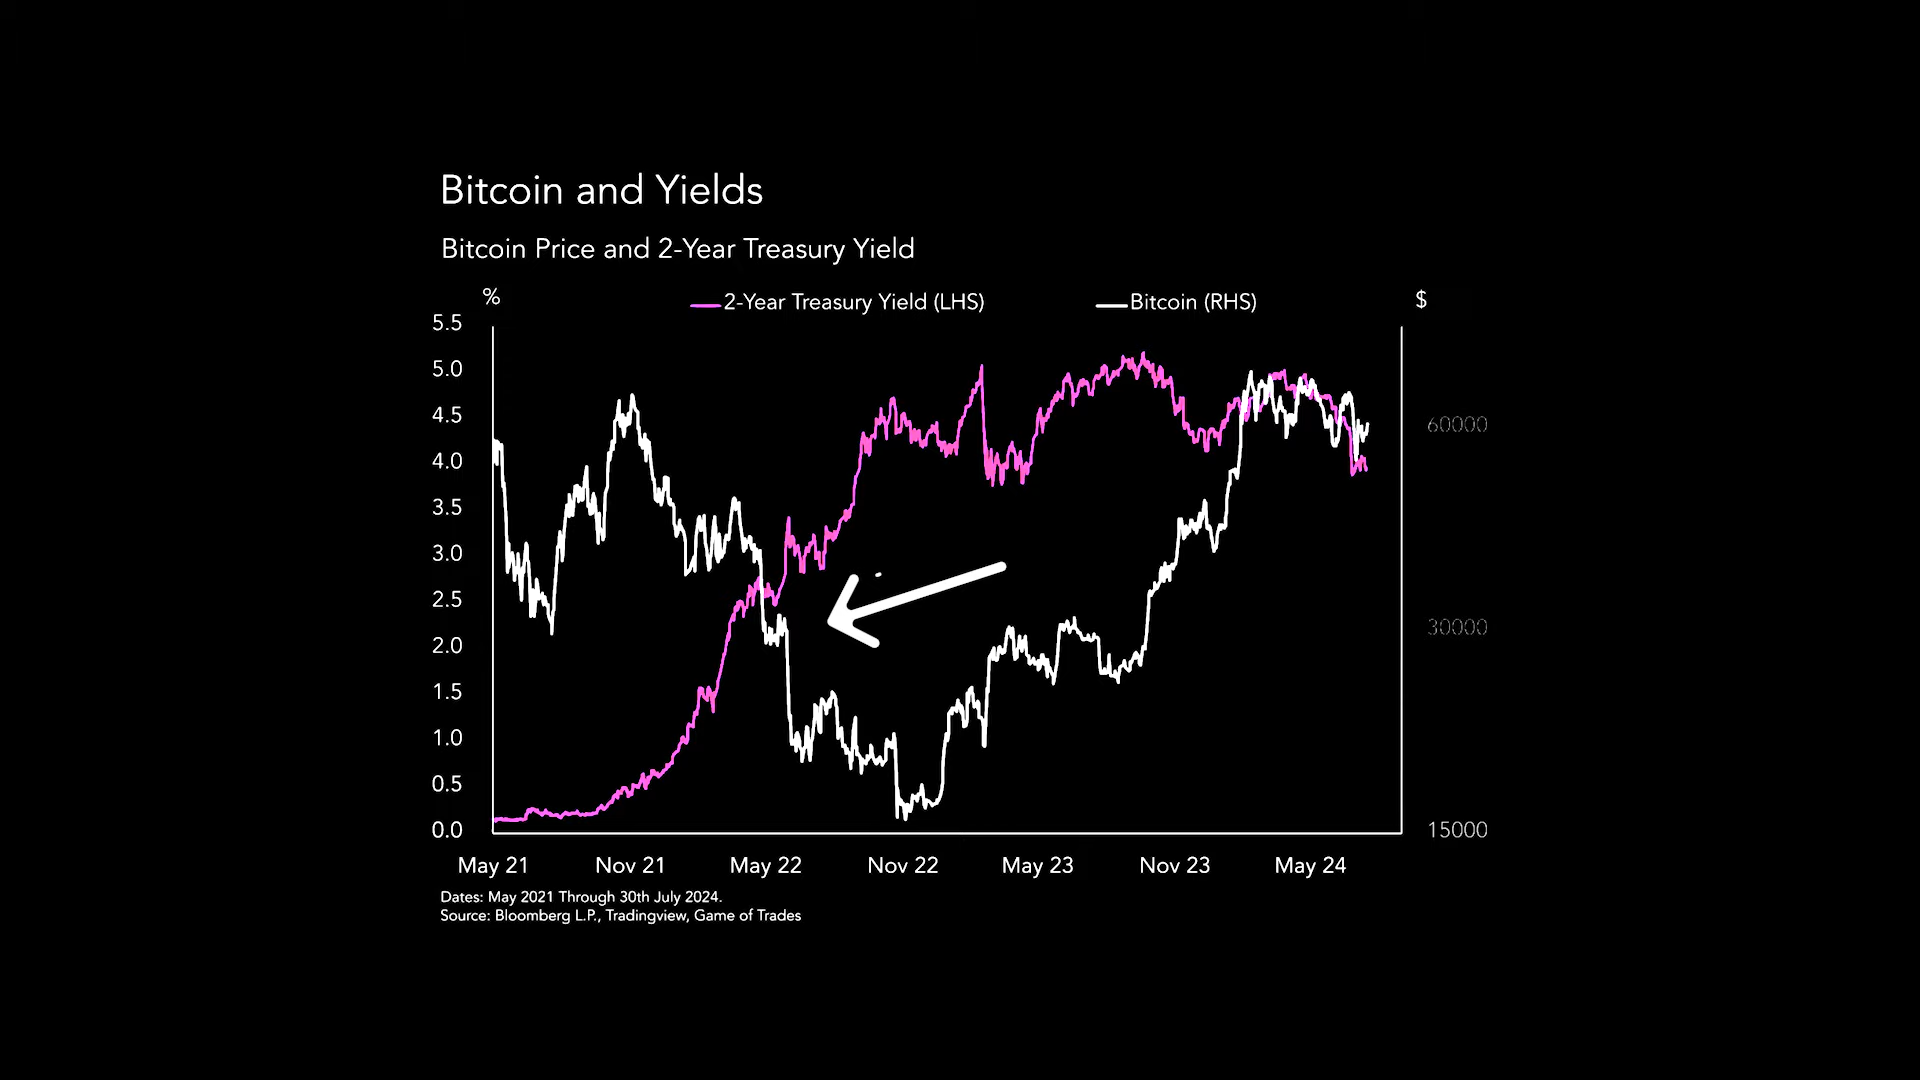 Bitcoin and Yields
Bitcoin Price and 2-Year Treasury Yield
% 2-Year Treasury Yield (LHS) Bitcoin (RHS) $
5.5
5.0
4.5
60000
4.0
3.5
3.0
2.5
30000
2.0
1.5
1.0
0.5
0.0 15000
May 21 Nov 21 May 22 Nov 22 May 23 Nov 23 May 24
Dates: May 2021 Through 30th July 2024.
Source: Bloomberg L.P., Tradingview, Game of Trades